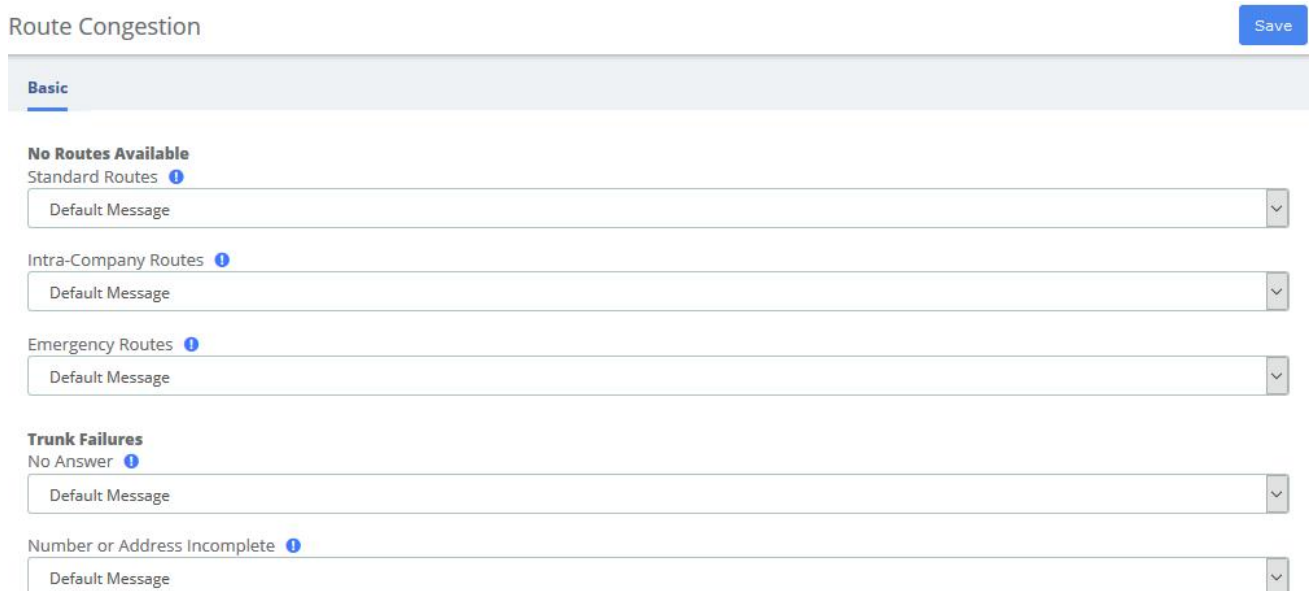 Route Congestion
Save
Basic
No Routes Available
Standard Routes
Default Message
Intra-Company Routes
Default Message
Emergency Routes
Default Message
Trunk Failures
No Answer
Default Message
Number or Address Incomplete
Default Message